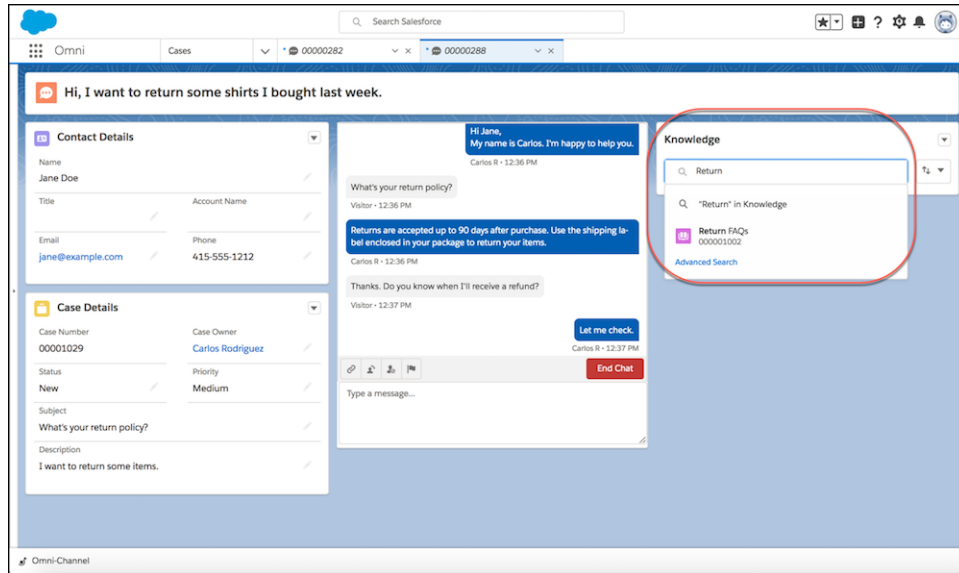 Search Salesforce
Omni
Cases
* 00000282
* 00000288
Hi, I want to return some shirts I bought last week.
Contact Details
Name
Jane Doe
Title
Account Name
Email
Phone
jane@example.com
415-555-1212
Case Details
Case Number
Case Owner
00001029
Carlos Rodriguez
Status
Priority
New
Medium
Subject
What's your return policy?
Description
I want to return some items.
Hi Jane,
My name is Carlos. I'm happy to help you.
Carlos R • 12:36 PM
What's your return policy?
Visitor • 12:36 PM
Returns are accepted up to 90 days after purchase. Use the shipping la-
bel enclosed in your package to return your items.
Carlos R • 12:36 PM
Thanks. Do you know when I'll receive a refund?
Visitor • 12:37 PM
Let me check.
Carlos R • 12:37 PM
End Chat
Type a message...
Knowledge
Return
"Return" in Knowledge
Return FAQs
000001002
Advanced Search
Omni-Channel